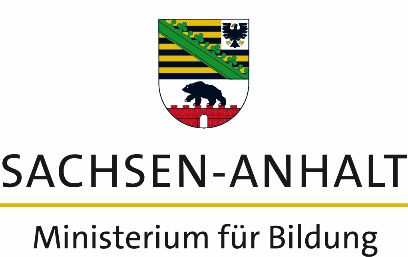 SACHSEN-ANHALT
Ministerium für Bildung